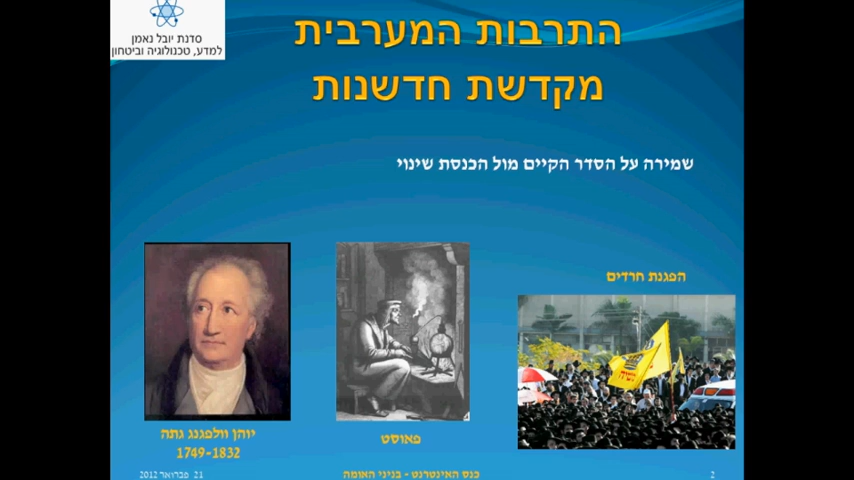 סדנת יובל נאמן
למדע, טכנולוגיה וביטחון
התרבות המערבית
מקדשת חדשנות
שמירה על הסדר הקיים מול הכנסת שינוי
הפגנת חרדים
יוהן וולפגנג גתה
1749-1832
פאוסט
21 פברואר 2012
כנס האינטרנט - בניני האומה
2